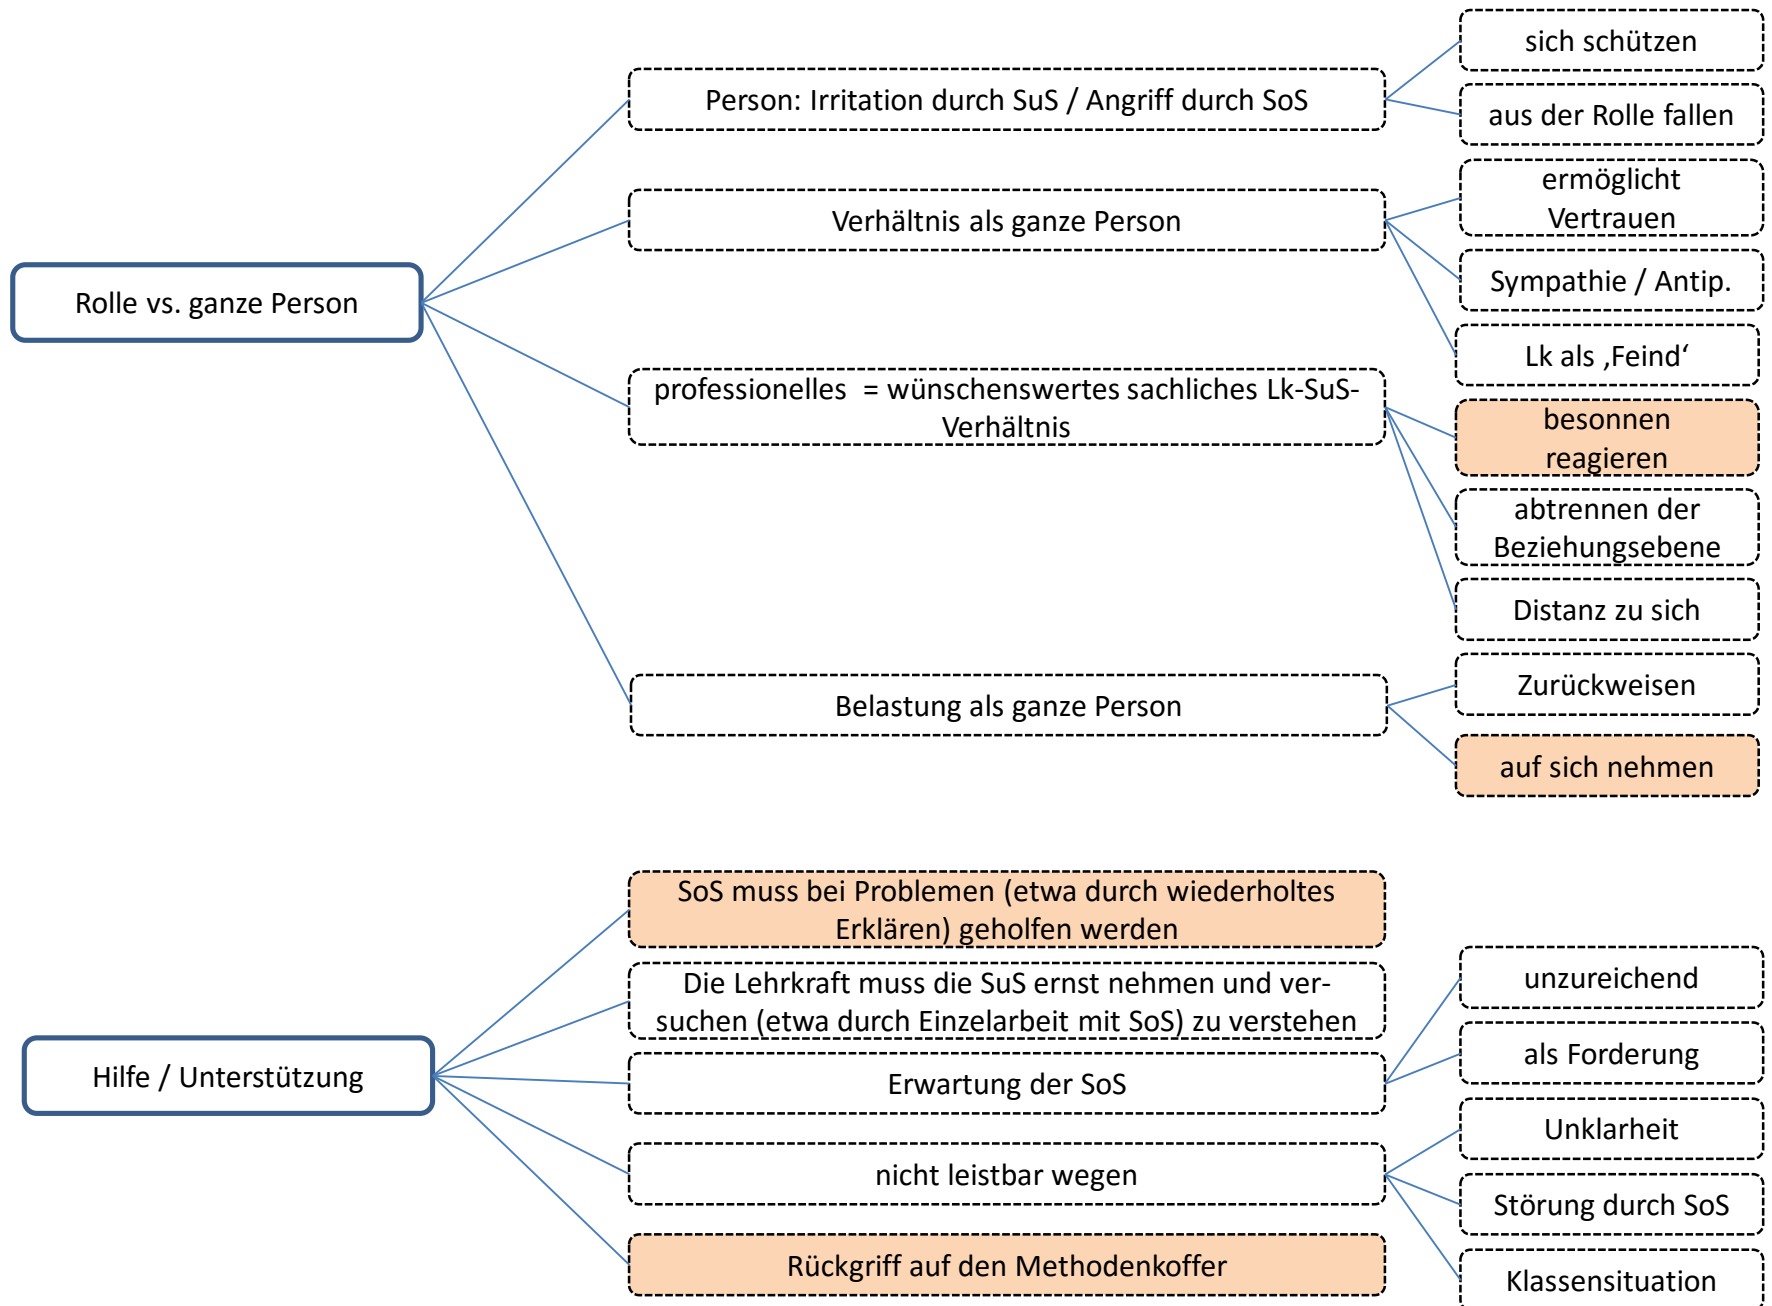 sich schützen
Person: Irritation durch SuS / Angriff durch SoS
aus der Rolle fallen
ermöglicht
Vertrauen
Verhältnis als ganze Person
Sympathie / Antip.
Rolle vs. ganze Person
Lk als ‚Feind‘
professionelles  = wünschenswertes sachliches Lk-SuS-
Verhältnis
besonnen
reagieren
abtrennen der
Beziehungsebene
Distanz zu sich
Zurückweisen
Belastung als ganze Person
auf sich nehmen
SoS muss bei Problemen (etwa durch wiederholtes
Erklären) geholfen werden
Die Lehrkraft muss die SuS ernst nehmen und ver-
suchen (etwa durch Einzelarbeit mit SoS) zu verstehen
unzureichend
als Forderung
Hilfe / Unterstützung
Erwartung der SoS
Unklarheit
nicht leistbar wegen
Störung durch SoS
Rückgriff auf den Methodenkoffer
Klassensituation